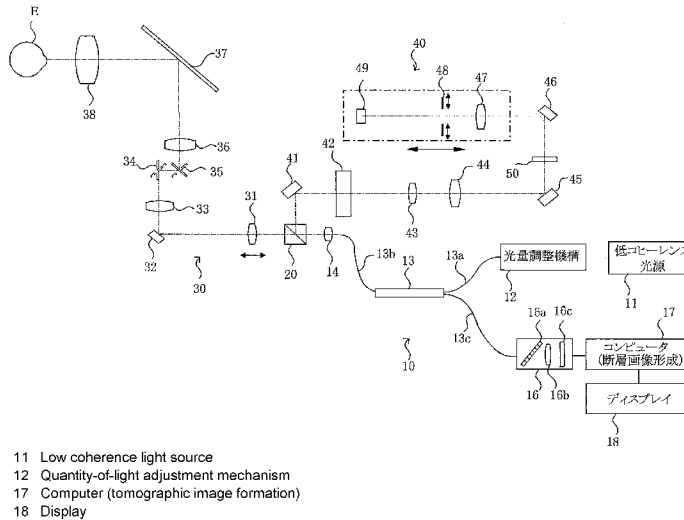 E
40
37
49
48
47
46
38
36
34
35
41
42
50
44
45
33
31
43
32
30
20
14
13b
13
13a
光量調整機構
12
低コヒーレンス
光源
11
13c
10
16a
16c
17
コンピュータ
(断層画像形成)
16
16b
ディスプレイ
18
11 Low coherence light source
12 Quantity-of-light adjustment mechanism
17 Computer (tomographic image formation)
18 Display